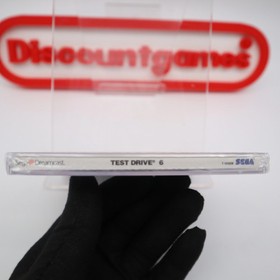 Discountgames
Dreamcast. TEST DRIVE® 6 SEGA